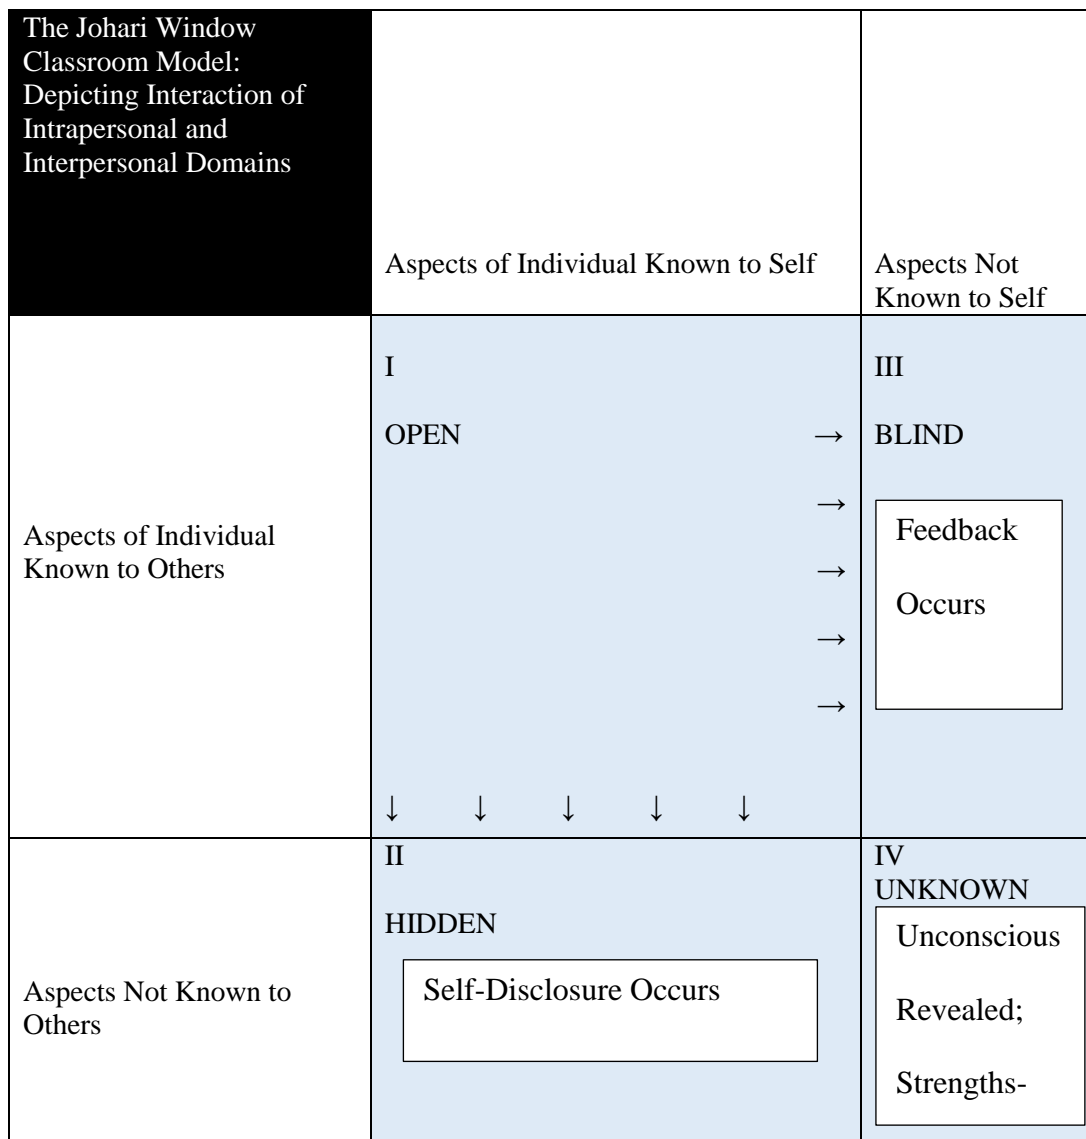 The Johari Window
Classroom Model:
Depicting Interaction of
Intrapersonal and
Interpersonal Domains
Aspects of Individual Known to Self
Aspects Not
Known to Self
Aspects of Individual
Known to Others
I
OPEN →
→
→
→
→
↓ ↓ ↓ ↓ ↓
III
BLIND
Feedback
Occurs
Aspects Not Known to
Others
II
HIDDEN
Self-Disclosure Occurs
IV
UNKNOWN
Unconscious
Revealed;
Strengths-